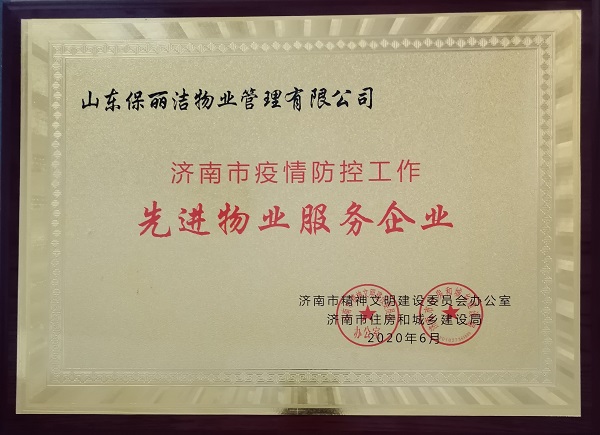 山东保丽洁物业管理有限公司
济南市疫情防控工作
先进物业服务企业
济南市精神文明建设委员会办公室
济南市住房和城乡建设局
2020年6月